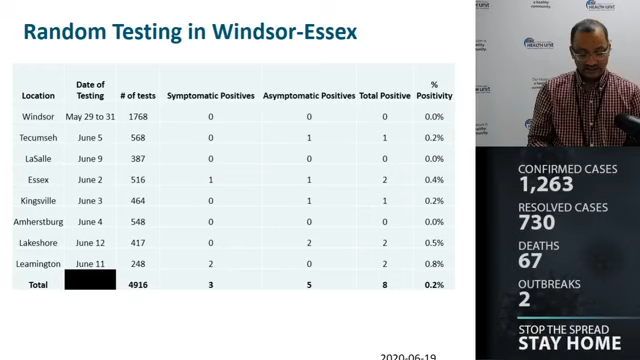 Random Testing in Windsor-Essex
Location Date of Testing # of tests Symptomatic Positives Asymptomatic Positives Total Positive % Positivity
Windsor May 29 to 31 1768 0 0 0 0.0%
Tecumseh June 5 568 0 1 1 0.2%
LaSalle June 9 387 0 0 0 0.0%
Essex June 2 516 1 1 2 0.4%
Kingsville June 3 464 0 1 1 0.2%
Amherstburg June 4 548 0 0 0 0.0%
Lakeshore June 12 417 0 2 2 0.5%
Leamington June 11 248 2 0 2 0.8%
Total 4916 3 5 8 0.2%
2020-06-19
HEALTH UNIT
CONFIRMED CASES
1,263
RESOLVED CASES
730
DEATHS
67
OUTBREAKS
2
STOP THE SPREAD
STAY HOME